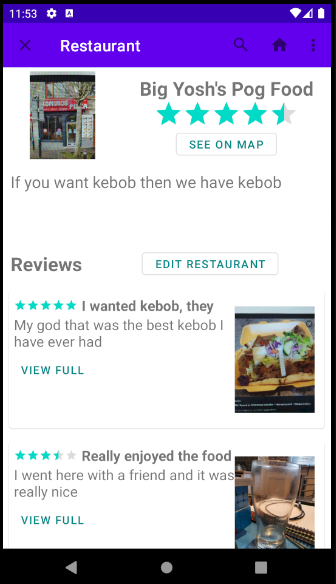 11:53
Restaurant
Big Yosh's Pog Food
SEE ON MAP
If you want kebob then we have kebob
Reviews
EDIT RESTAURANT
I wanted kebob, they
My god that was the best kebob I
have ever had
VIEW FULL
Really enjoyed the food
I went here with a friend and it was
really nice
VIEW FULL